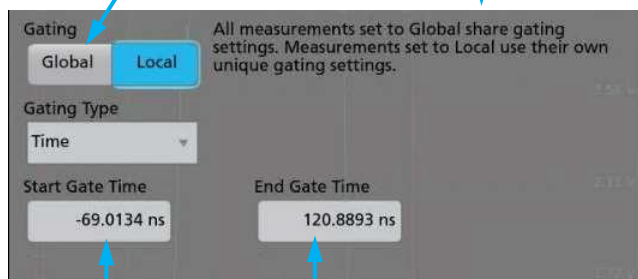 Gating
All measurements set to Global share gating
settings. Measurements set to Local use their own
unique gating settings.
Global Local
Gating Type
Time
Start Gate Time End Gate Time
-69.0134 ns 120.8893 ns